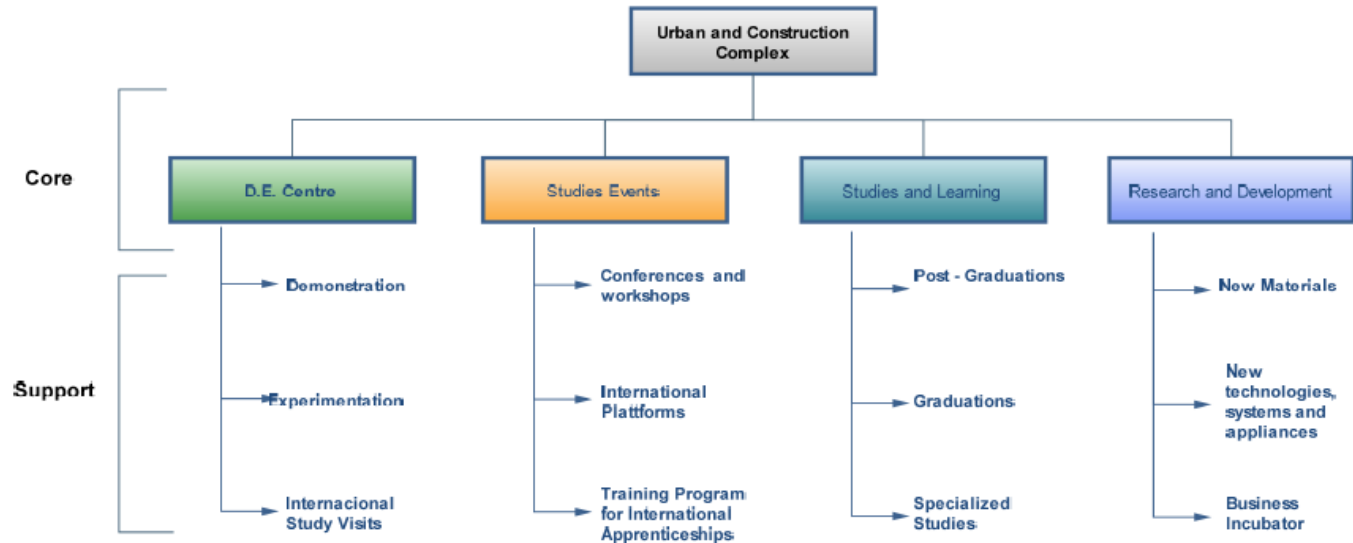 Urban and Construction
Complex
Core
D.E. Centro
Studies Events
Studies and Learning
Research and Development
Support
Demonstration
Experimentation
Internacional
Study Visits
Conferences and
workshops
International
Plattforms
Training Program
for International
Apprenticeships
Post - Graduations
Graduations
Specialized
Studies
New Materials
New
technologies,
systems and
appliances
Business
Incubator